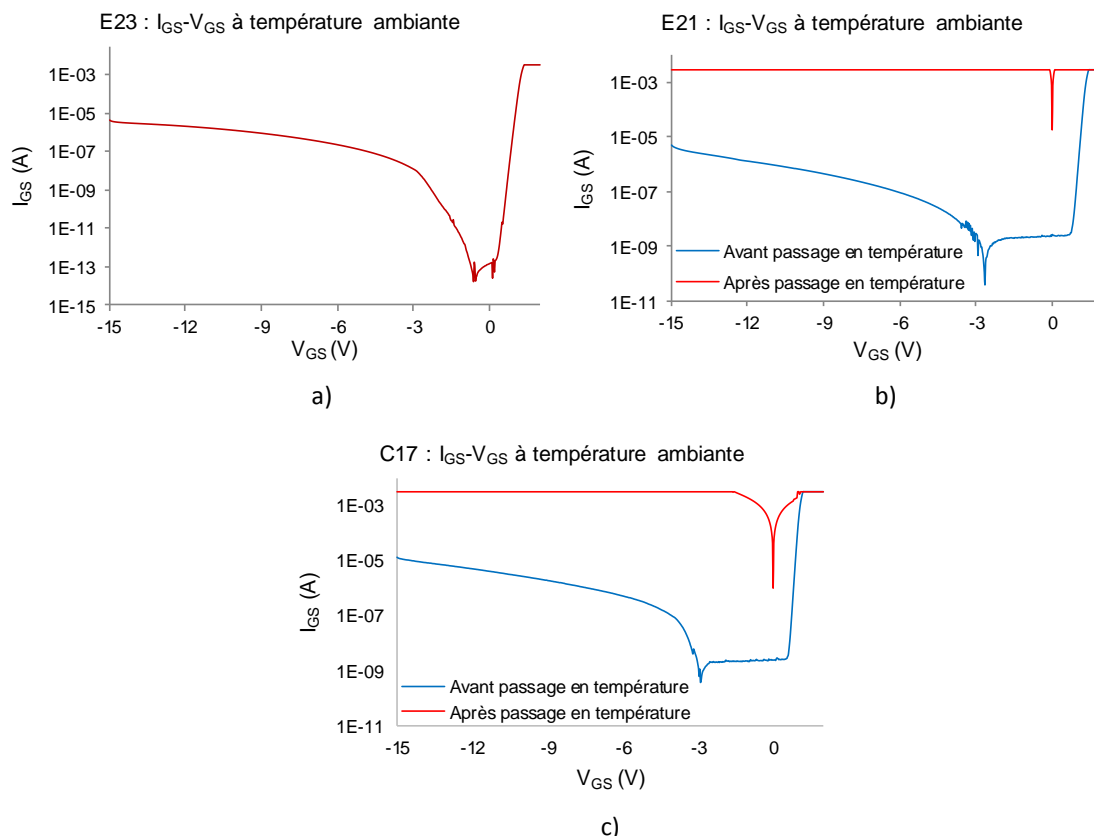 E23 : IGS-VGS à température ambiante
1E-03
1E-05
1E-07
1E-09
1E-11
1E-13
1E-15
IGS (A)
-15 -12 -9 -6 -3 0
VGS (V)
a)
E21 : IGS-VGS à température ambiante
1E-03
1E-05
1E-07
1E-09
1E-11
IGS (A)
Avant passage en température
Après passage en température
-15 -12 -9 -6 -3 0
VGS (V)
b)
C17 : IGS-VGS à température ambiante
1E-03
1E-05
1E-07
1E-09
1E-11
IGS (A)
Avant passage en température
Après passage en température
-15 -12 -9 -6 -3 0
VGS (V)
c)